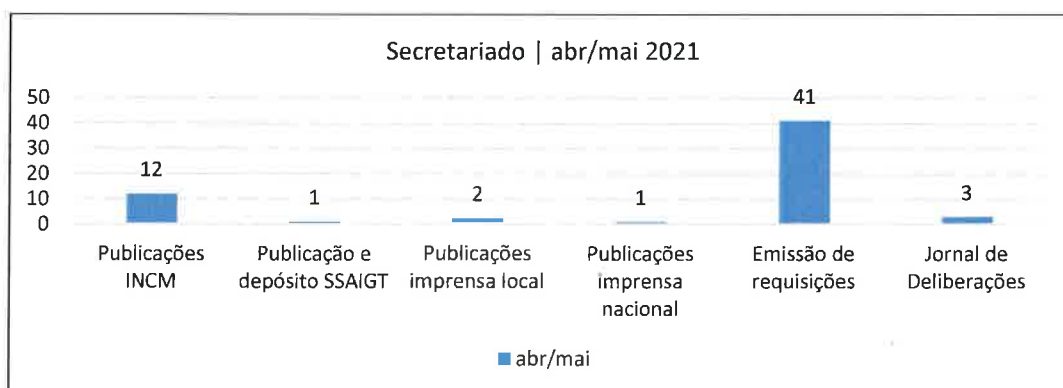 Secretariado | abr/mai 2021
50
40
30
20
10
0
12
1
2
1
41
3
Publicações
INCM
Publicação e
depósito SSAIGT
Publicações
imprensa local
Publicações
imprensa
nacional
Emissão de
requisições
Jornal de
Deliberações
abr/mai